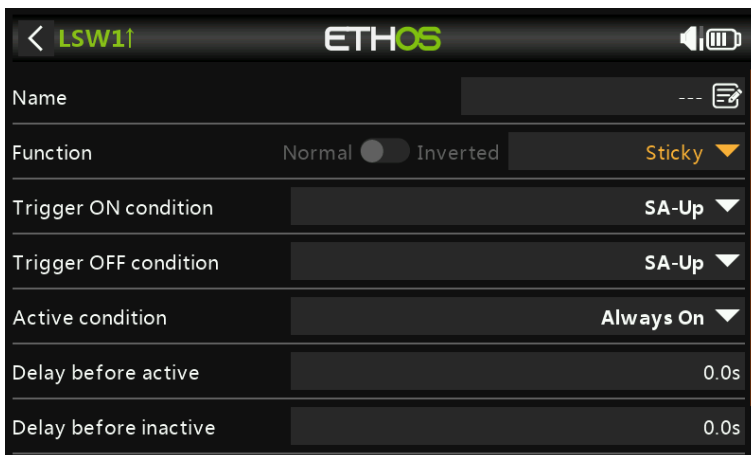 LSW1↑ ETHOS
Name ---
Function Normal Inverted Sticky
Trigger ON condition SA-Up
Trigger OFF condition SA-Up
Active condition Always On
Delay before active 0.0s
Delay before inactive 0.0s